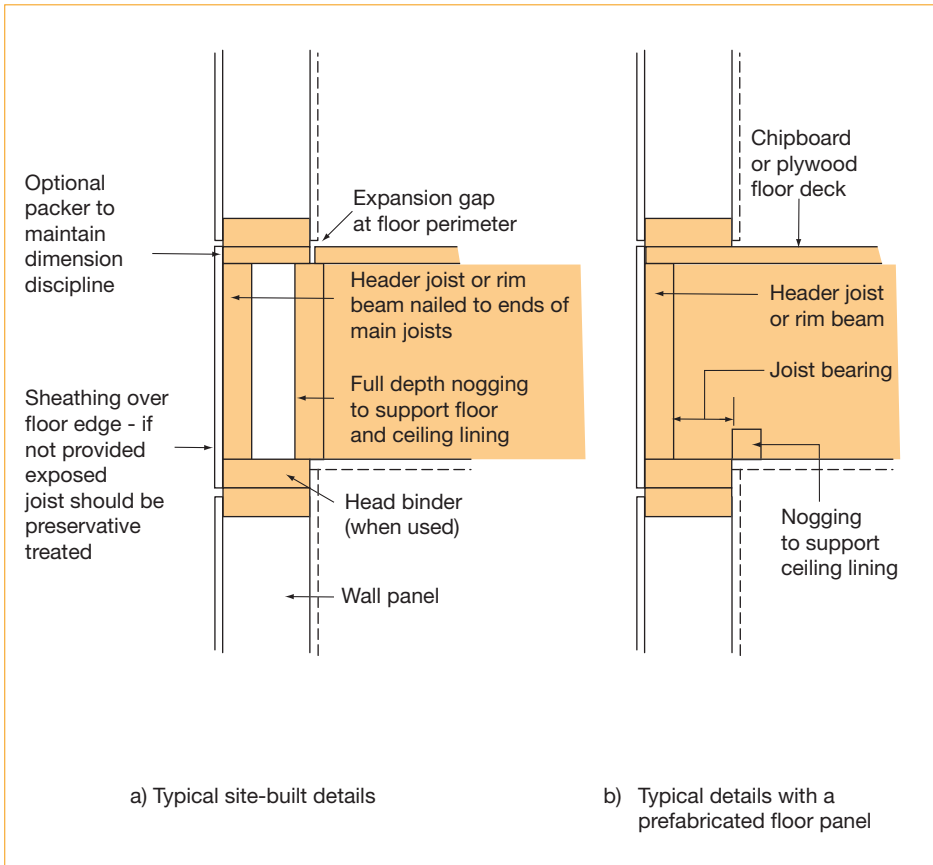 Optional
packer to
maintain
dimension
discipline
Expansion gap
at floor perimeter
Header joist or rim
beam nailed to ends of
main joists
Sheathing over
floor edge - if
not provided
exposed
joist should be
preservative
treated
Full depth nogging
to support floor
and ceiling lining
Head binder
(when used)
Wall panel
a) Typical site-built details
Chipboard
or plywood
floor deck
Header joist
or rim beam
Joist bearing
Nogging
to support
ceiling lining
b) Typical details with a
prefabricated floor panel